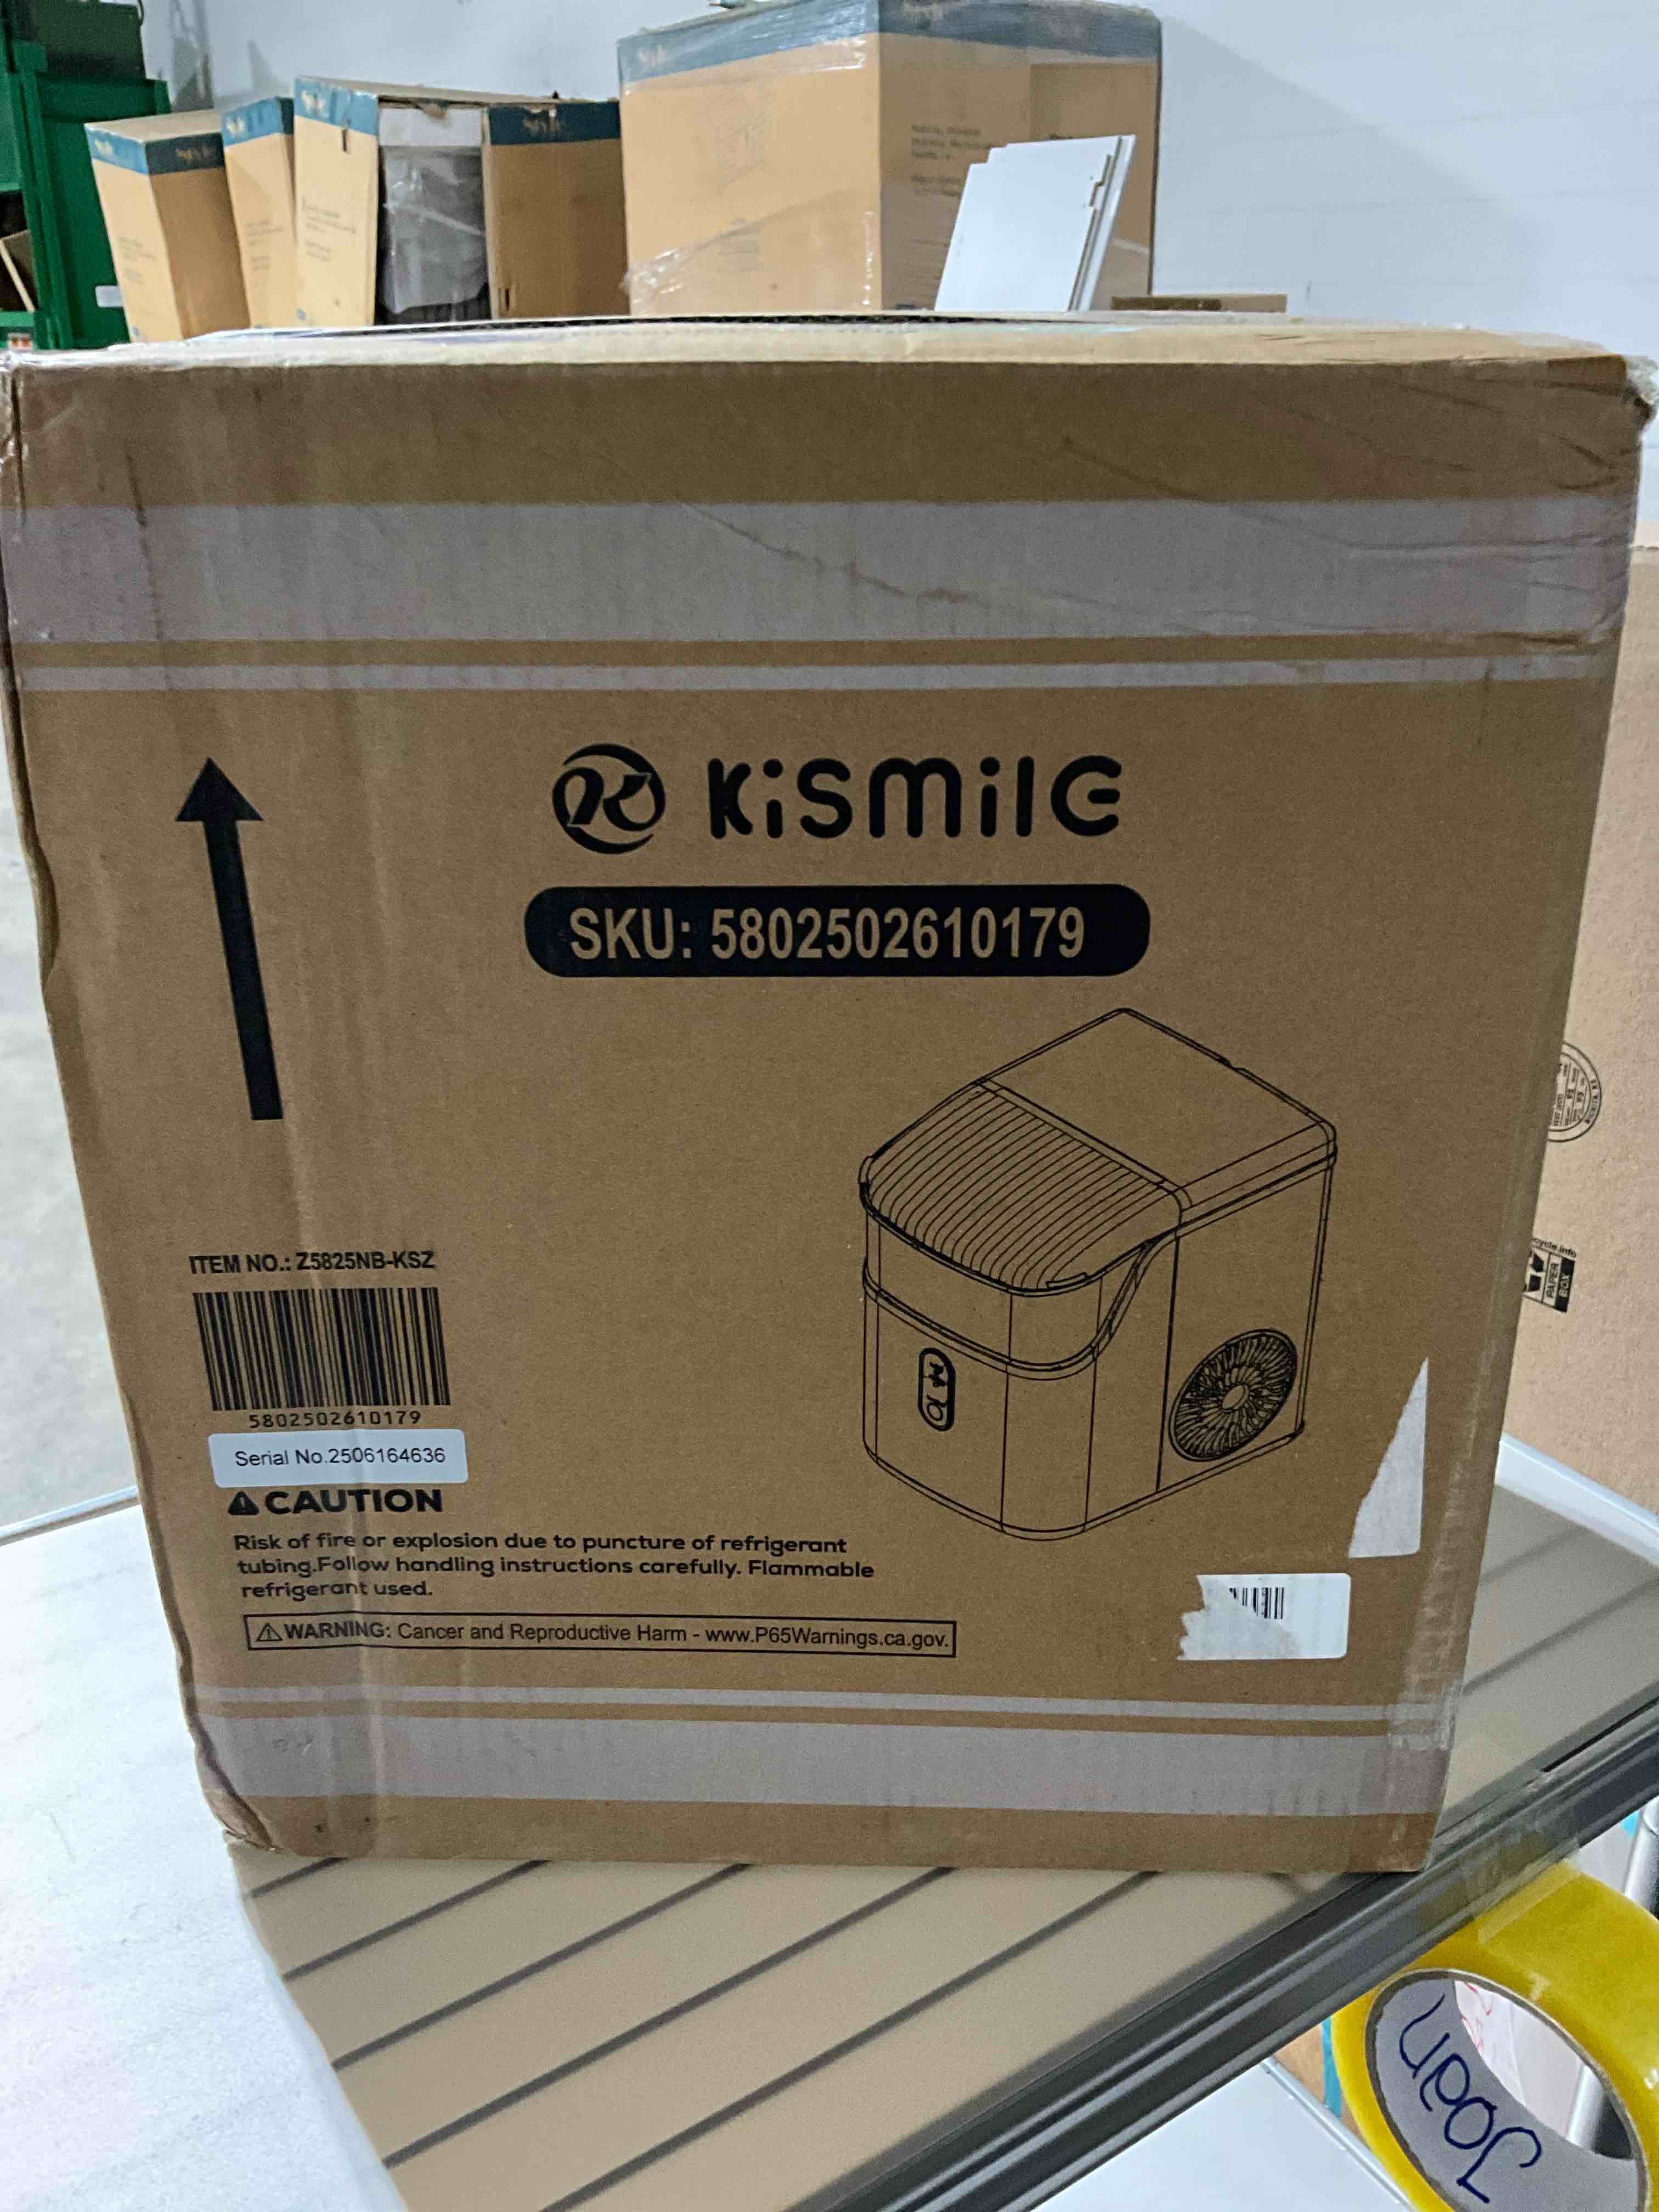 KiSmile
SKU: 5802502610179
ITEM NO.: Z5825NB-KSZ
5802502610179
Serial No.2506164636
CAUTION
Risk of fire or explosion due to puncture of refrigerant
tubing.Follow handling instructions carefully. Flammable
refrigerant used.
WARNING: Cancer and Reproductive Harm - www.P65Warnings.ca.gov.
PAPER
BOX
Joan